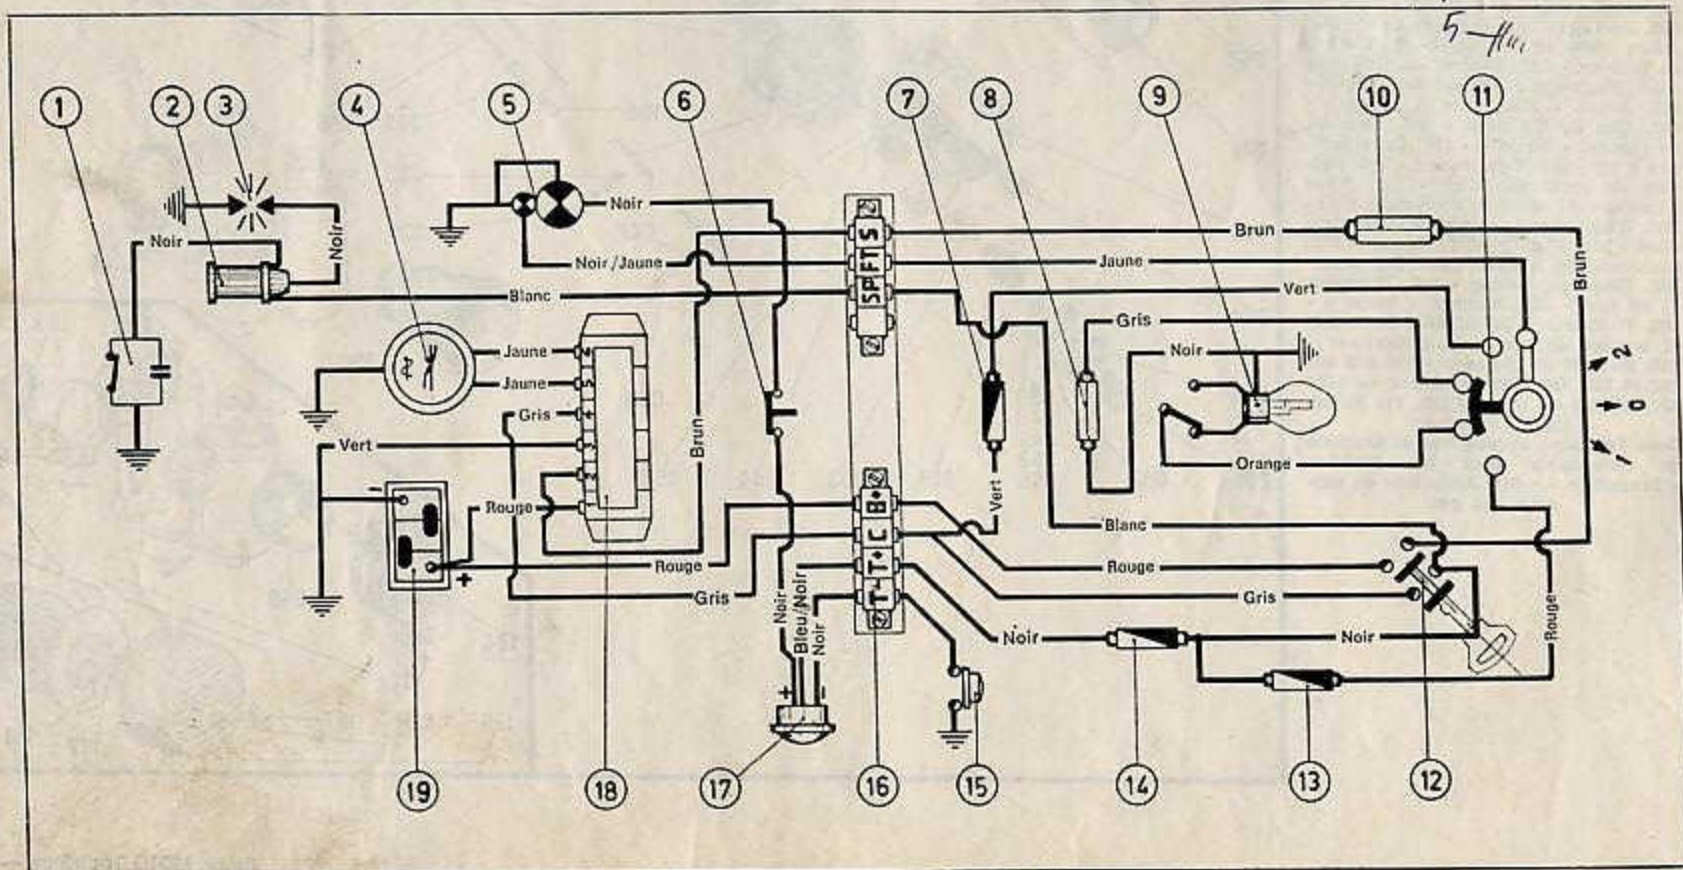 1 2 3 4 5 6 7 8 9 10 11
Noir
Noir
Noir
Noir/Jaune
Blanc
Jaune
Jaune
Gris
Vert
Rouge
Brun
Rouge
Gris
Noir
Bleu/Noir
Noir
+ -
- +
S
FT
SP
B+
C
T+
T-
Brun
Jaune
Vert
Gris
Noir
Orange
Brun
2
0
1
Vert
Blanc
Rouge
Gris
Noir
Noir
Rouge
19 18 17 16 15 14 13 12